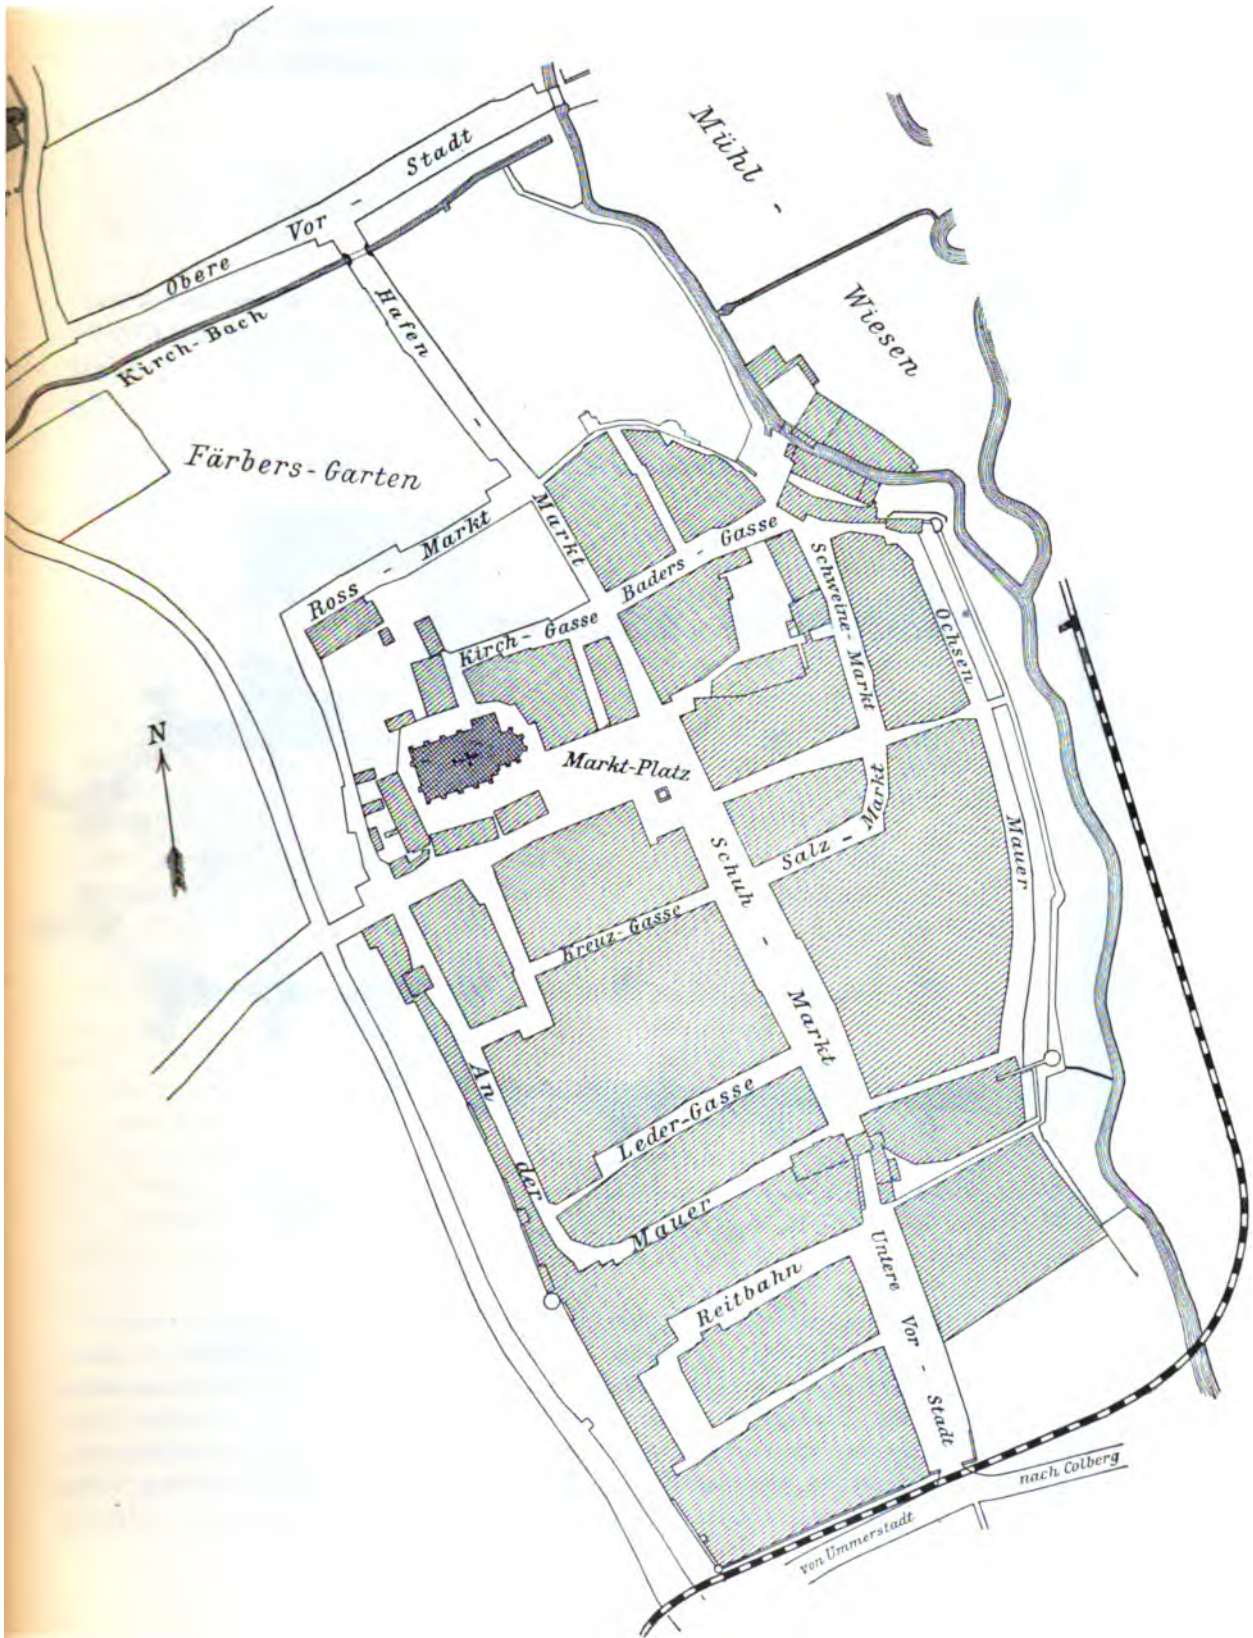 Mühl -
Wiesen
Obere Vor - Stadt
Kirch-Bach
Hafen - Markt
Färbers-Garten
Ross - Markt
Baders - Gasse
Kirch - Gasse
Schweine-Markt
Ochsen
Mauer
N
Markt-Platz
Salz - Markt
Schuh - Markt
Kreuz-Gasse
An der Mauer
Leder-Gasse
Reitbahn
Untere Vor - Stadt
nach Colberg
von Ummerstadt